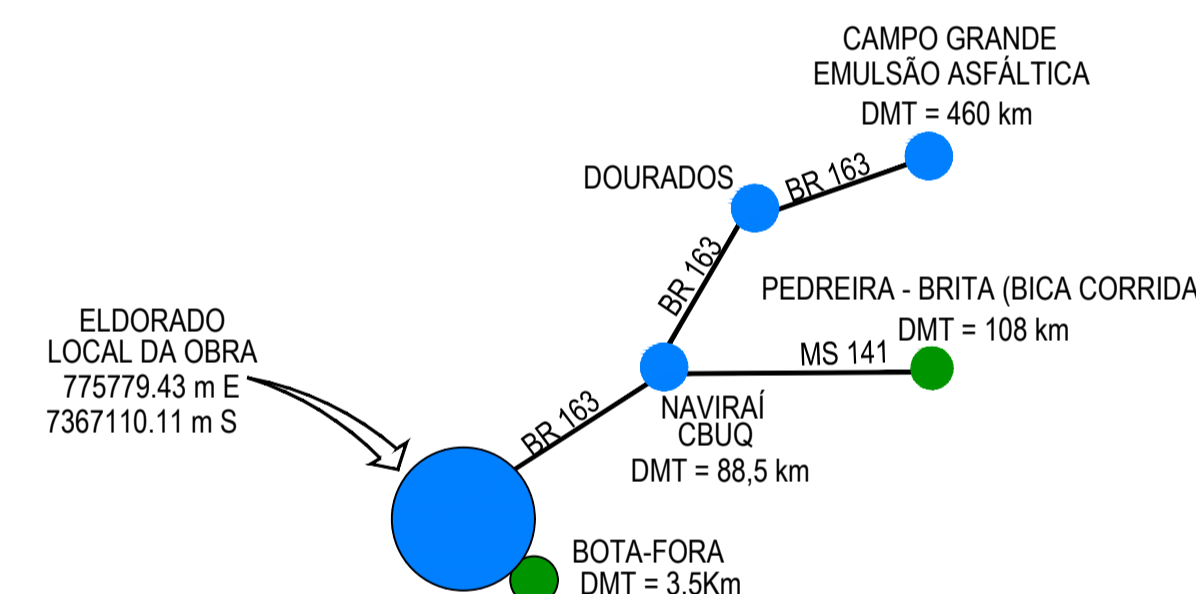 CAMPO GRANDE
EMULSÃO ASFÁLTICA
DMT = 460 km
DOURADOS
BR 163
BR 163
PEDREIRA - BRITA (BICA CORRIDA
DMT = 108 km
MS 141
ELDORADO
LOCAL DA OBRA
775779.43 m E
7367110.11 m S
BR 163
NAVIRAÍ
CBUQ
DMT = 88,5 km
BOTA-FORA
DMT = 3.5Km